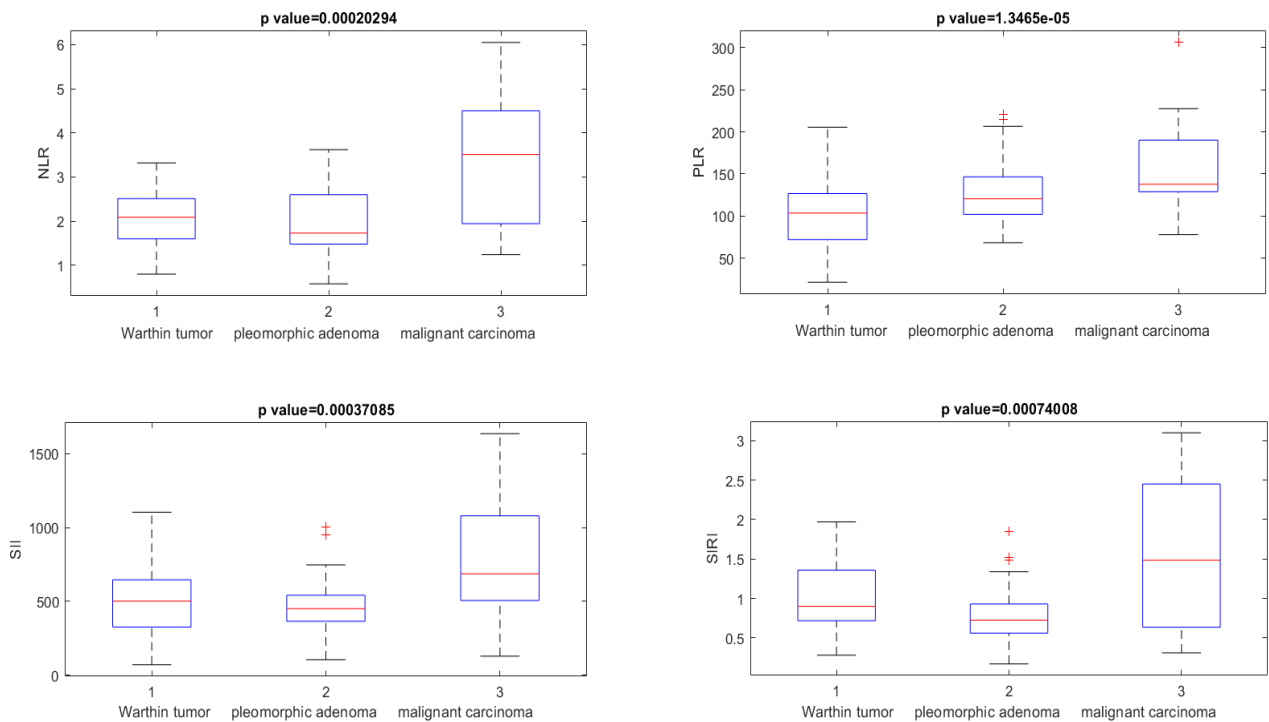 p value=0.00020294
6
5
4
3
2
1
NLR
1 2 3
Warthin tumor pleomorphic adenoma malignant carcinoma
p value=1.3465e-05
300
250
200
150
100
50
PLR
1 2 3
Warthin tumor pleomorphic adenoma malignant carcinoma
p value=0.00037085
1500
1000
500
0
SII
1 2 3
Warthin tumor pleomorphic adenoma malignant carcinoma
p value=0.00074008
3
2.5
2
1.5
1
0.5
SIRI
1 2 3
Warthin tumor pleomorphic adenoma malignant carcinoma